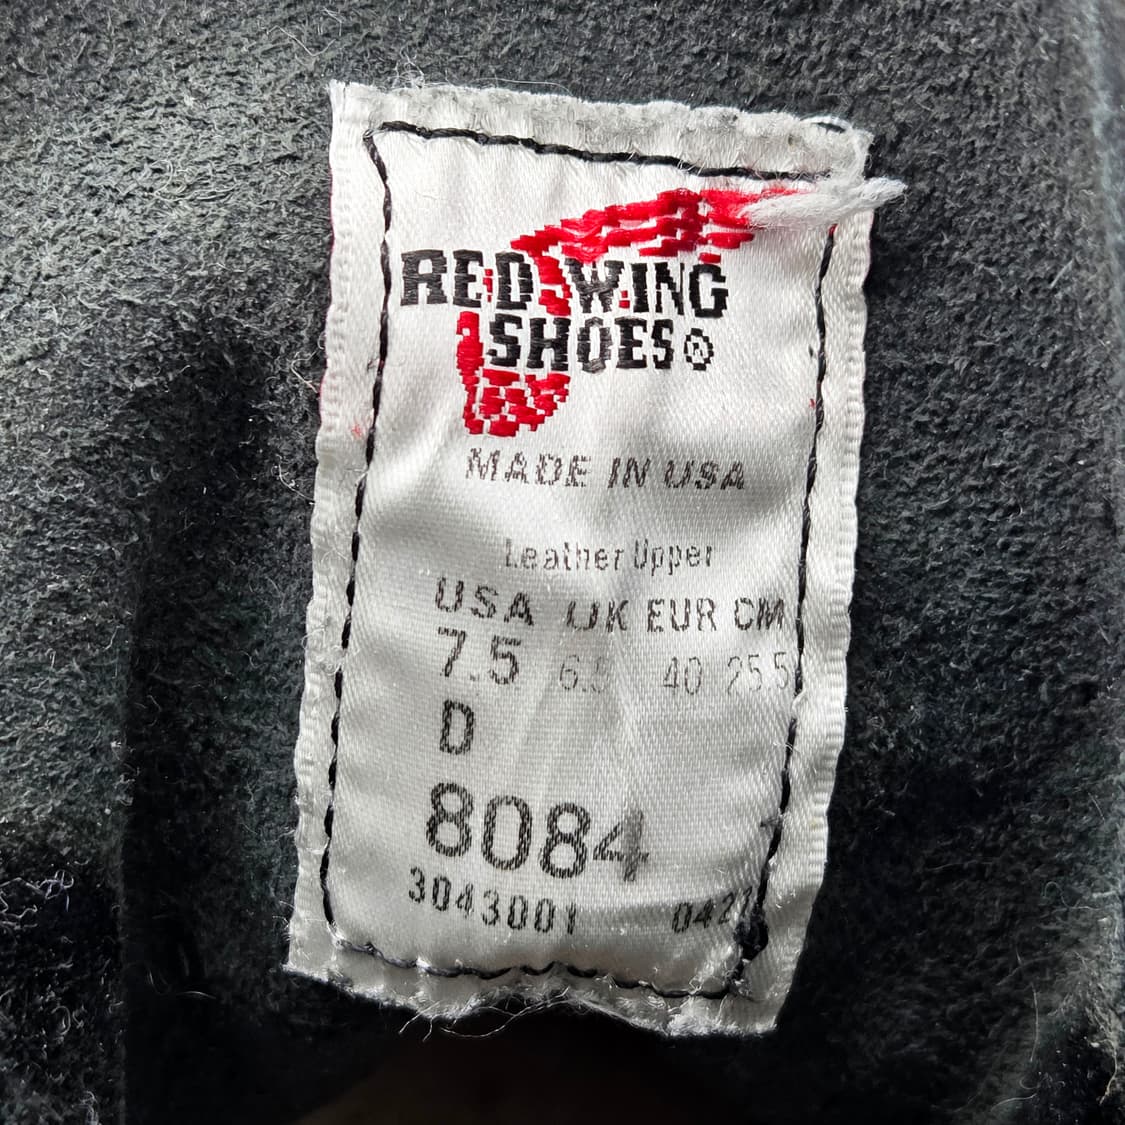 RED WING
SHOES®
MADE IN USA
Leather Upper
USA UK EUR CM
7.5 6.5 40 25.5
D
8084
3043001